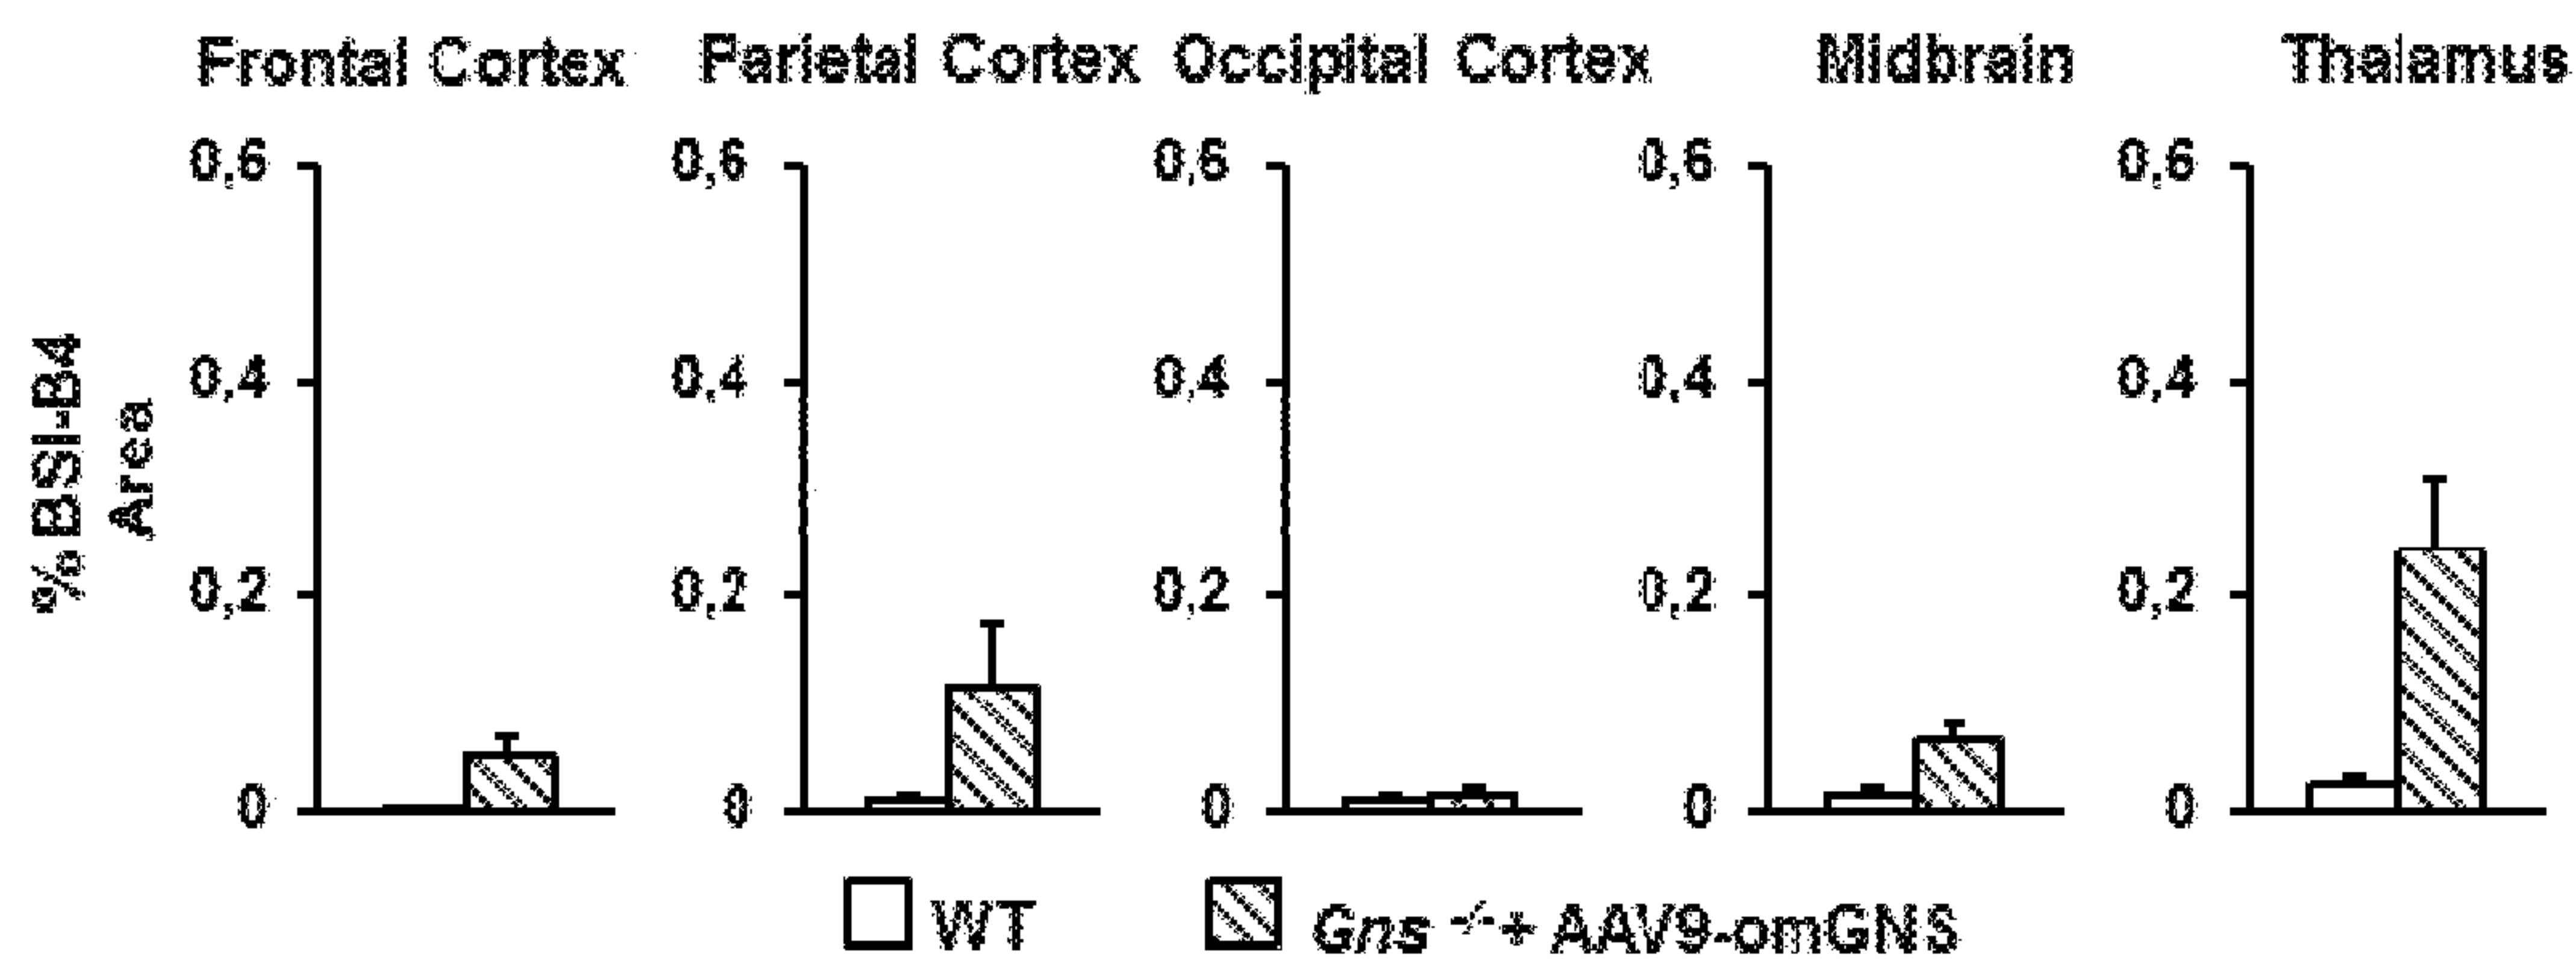 Frontal Cortex Parietal Cortex Occipital Cortex Midbrain Thalamus
0,6 0,6 0,6 0,6 0,6
0,4 0,4 0,4 0,4 0,4
0,2 0,2 0,2 0,2 0,2
0 0 0 0 0
% BSI-B4
Area
WT Gns -/-+ AAV9-omGNS